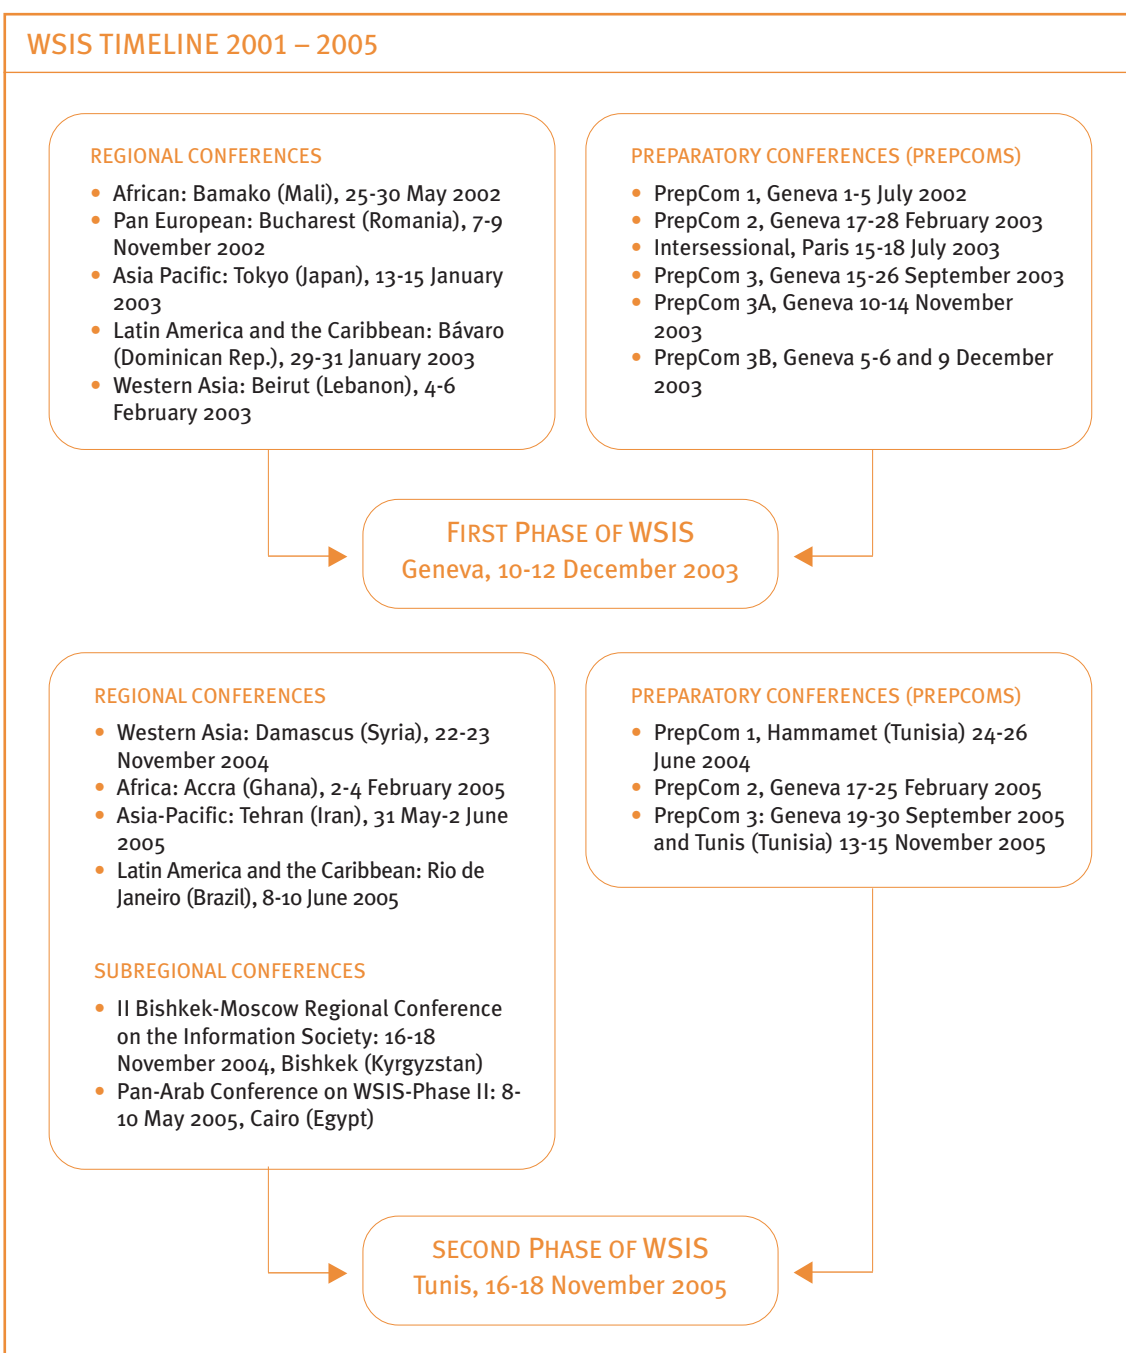 WSIS TIMELINE 2001 – 2005
REGIONAL CONFERENCES
• African: Bamako (Mali), 25-30 May 2002
• Pan European: Bucharest (Romania), 7-9
November 2002
• Asia Pacific: Tokyo (Japan), 13-15 January
2003
• Latin America and the Caribbean: Bávaro
(Dominican Rep.), 29-31 January 2003
• Western Asia: Beirut (Lebanon), 4-6
February 2003
PREPARATORY CONFERENCES (PREPCOMS)
• PrepCom 1, Geneva 1-5 July 2002
• PrepCom 2, Geneva 17-28 February 2003
• Intersessional, Paris 15-18 July 2003
• PrepCom 3, Geneva 15-26 September 2003
• PrepCom 3A, Geneva 10-14 November
2003
• PrepCom 3B, Geneva 5-6 and 9 December
2003
FIRST PHASE OF WSIS
Geneva, 10-12 December 2003
REGIONAL CONFERENCES
• Western Asia: Damascus (Syria), 22-23
November 2004
• Africa: Accra (Ghana), 2-4 February 2005
• Asia-Pacific: Tehran (Iran), 31 May-2 June
2005
• Latin America and the Caribbean: Rio de
Janeiro (Brazil), 8-10 June 2005
SUBREGIONAL CONFERENCES
• II Bishkek-Moscow Regional Conference
on the Information Society: 16-18
November 2004, Bishkek (Kyrgyzstan)
• Pan-Arab Conference on WSIS-Phase II: 8-
10 May 2005, Cairo (Egypt)
PREPARATORY CONFERENCES (PREPCOMS)
• PrepCom 1, Hammamet (Tunisia) 24-26
June 2004
• PrepCom 2, Geneva 17-25 February 2005
• PrepCom 3: Geneva 19-30 September 2005
and Tunis (Tunisia) 13-15 November 2005
SECOND PHASE OF WSIS
Tunis, 16-18 November 2005